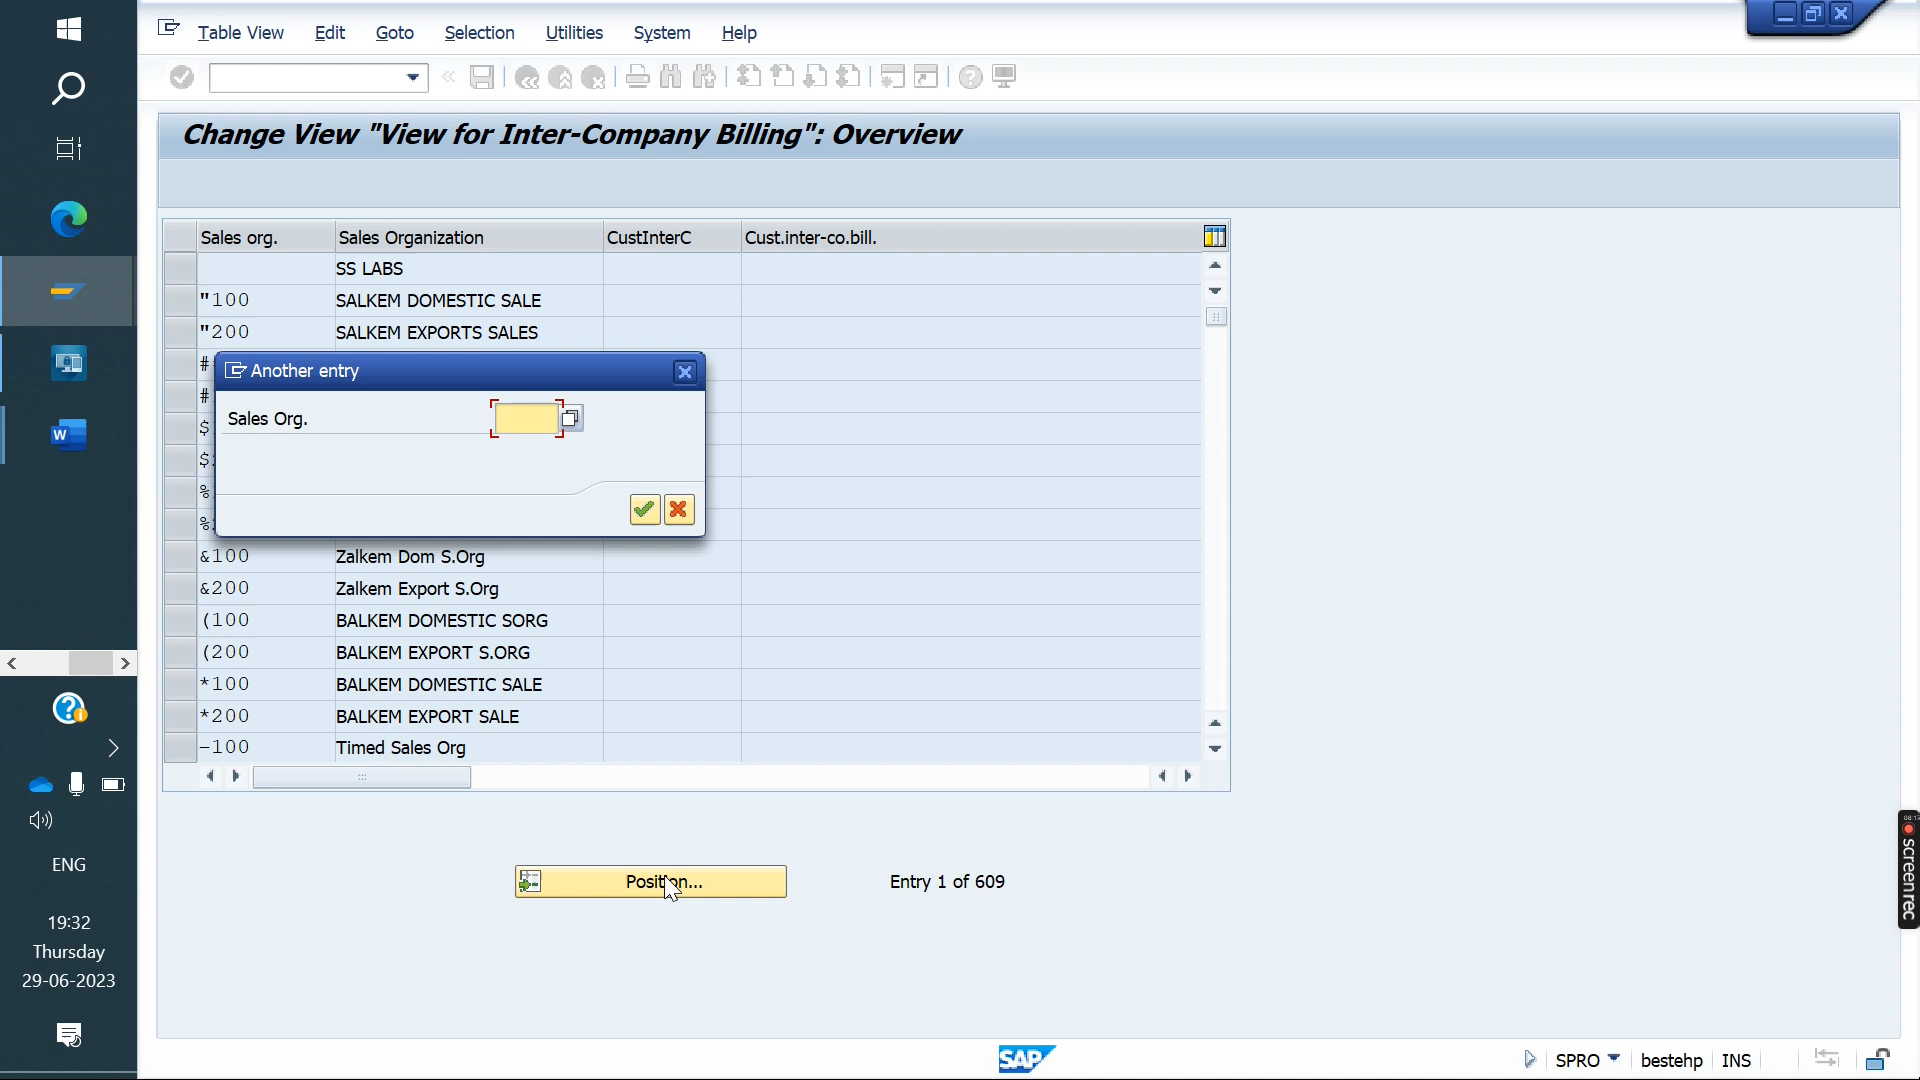 Table View Edit Goto Selection Utilities System Help
Change View "View for Inter-Company Billing": Overview
Sales org. Sales Organization CustInterC Cust.inter-co.bill.
SS LABS
"100 SALKEM DOMESTIC SALE
"200 SALKEM EXPORTS SALES
#
Another entry
#
Sales Org.
$
$
%
%
&100 Zalkem Dom S.Org
&200 Zalkem Export S.Org
(100 BALKEM DOMESTIC SORG
(200 BALKEM EXPORT S.ORG
*100 BALKEM DOMESTIC SALE
*200 BALKEM EXPORT SALE
-100 Timed Sales Org
Position... Entry 1 of 609
ENG
19:32
Thursday
29-06-2023
screenrec
SAP
SPRO bestehp INS